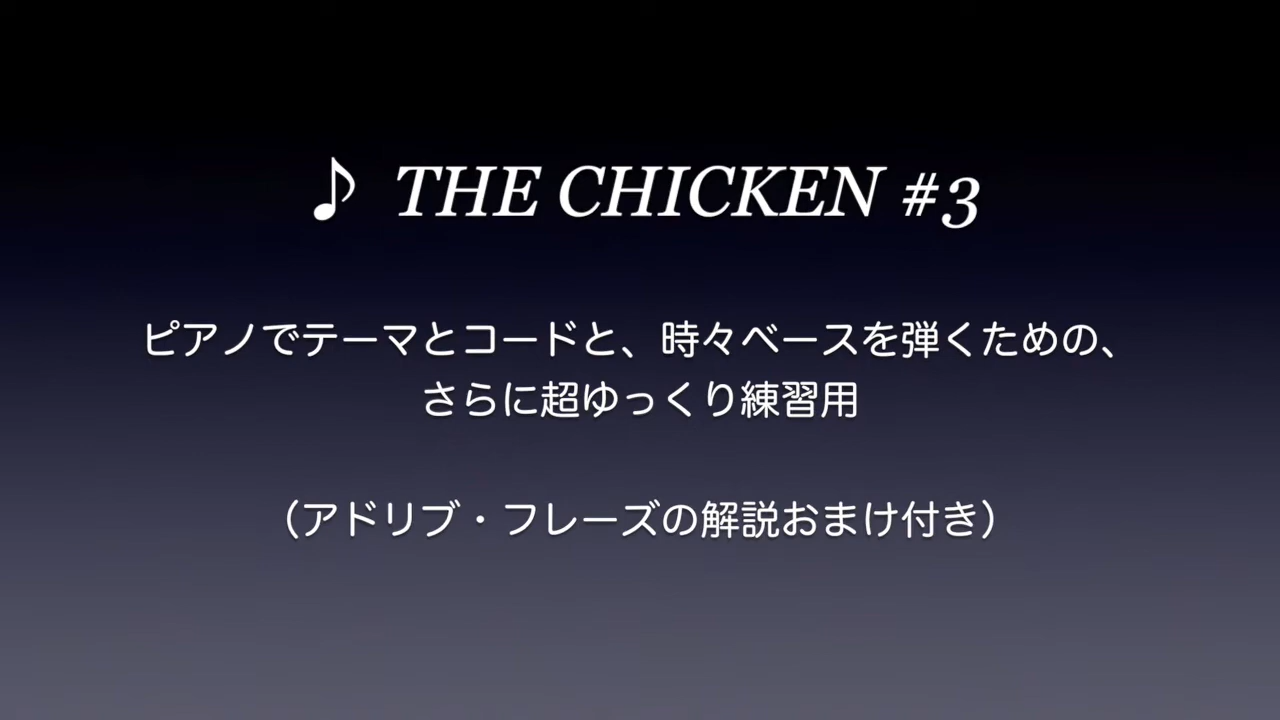 ♪ THE CHICKEN #3
ピアノでテーマとコードと、時々ベースを弾くための、
さらに超ゆっくり練習用
（アドリブ・フレーズの解説おまけ付き）